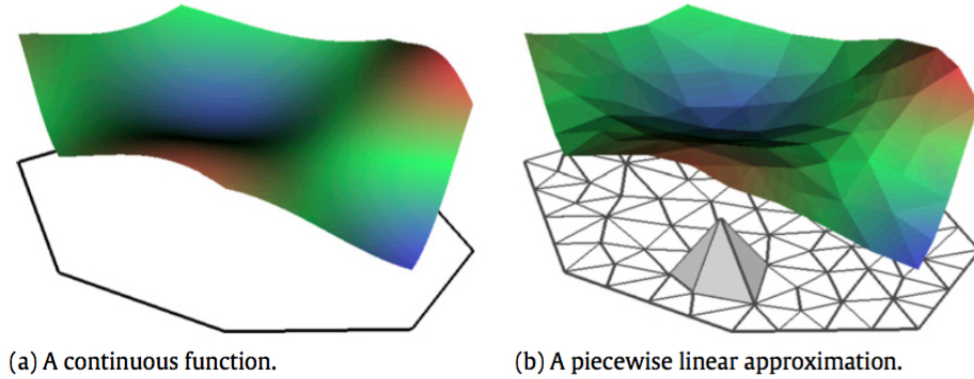 (a) A continuous function.
(b) A piecewise linear approximation.